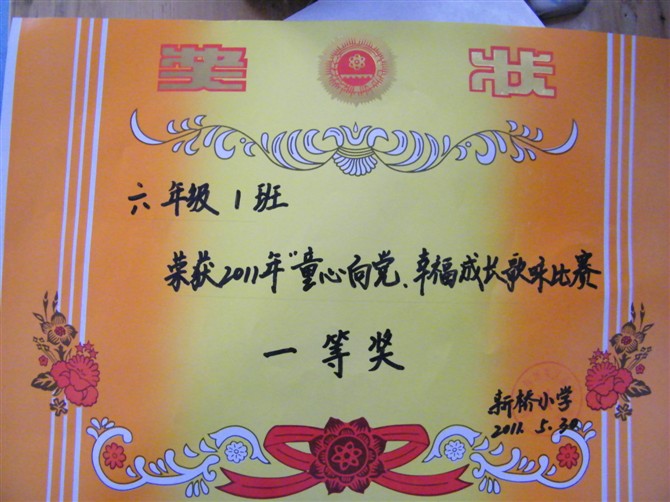 奖状
六年级1班
荣获2011年"童心向党、幸福成长歌咏比赛
一等奖
新桥小学
2011.5.30